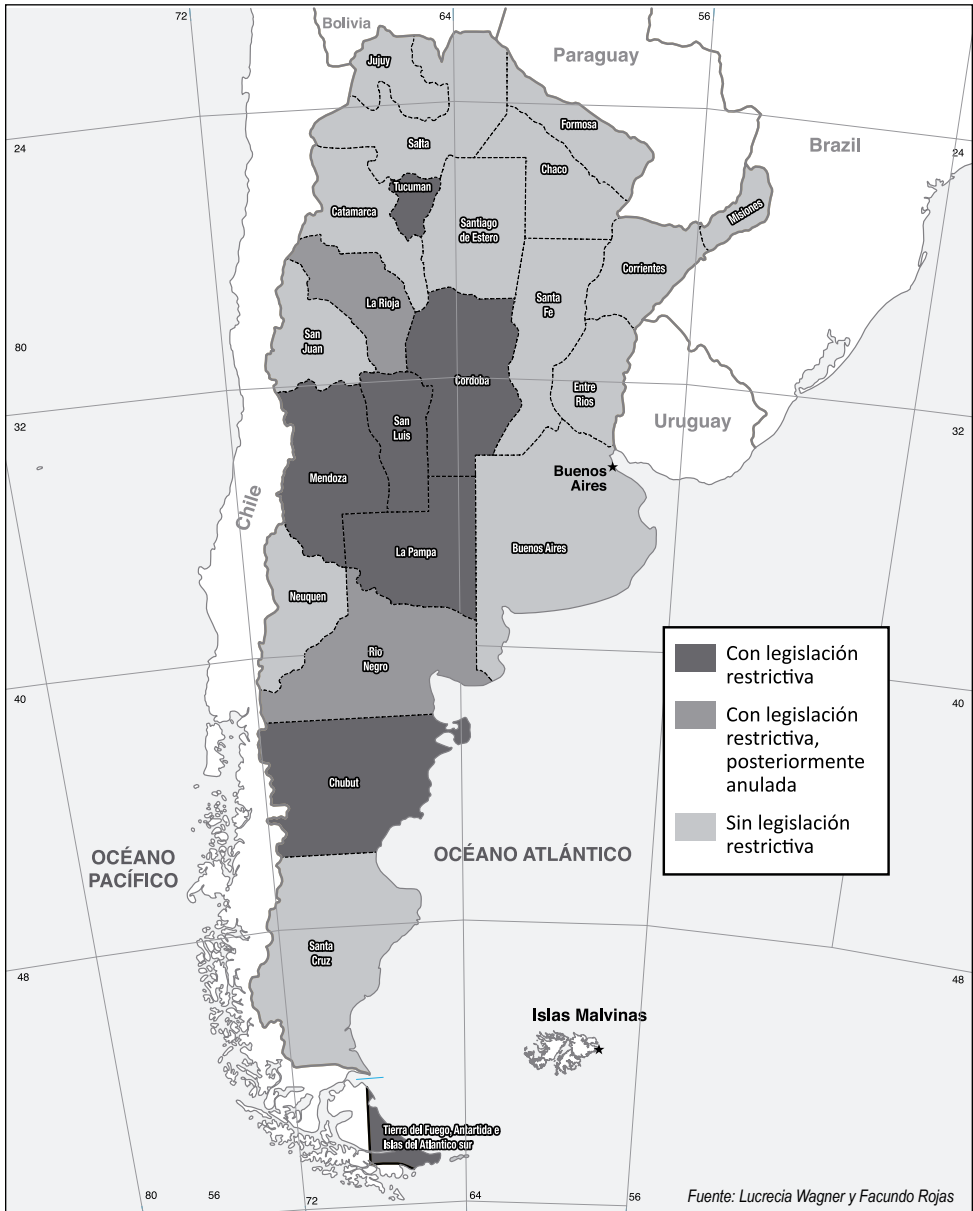 72
Bolivia
64
56
Jujuy
Paraguay
Formosa
Salta
Brazil
24
24
Chaco
Tucuman
Misiones
Catamarca
Santiago
de Estero
Corrientes
La Rioja
Santa
Fe
San
Juan
80
Cordoba
Entre
Rios
32
San
Luis
Uruguay
32
Buenos
Aires
Mendoza
Chile
La Pampa
Buenos Aires
Neuquen
Rio
Negro
Con legislación
restrictiva
40
40
Con legislación
restrictiva,
posteriormente
anulada
Chubut
Sin legislación
restrictiva
OCÉANO
PACÍFICO
OCÉANO ATLÁNTICO
Santa
Cruz
48
48
Islas Malvinas
Tierra del Fuego, Antartida e
Islas del Atlantico sur
80
56
72
64
56
Fuente: Lucrecia Wagner y Facundo Rojas